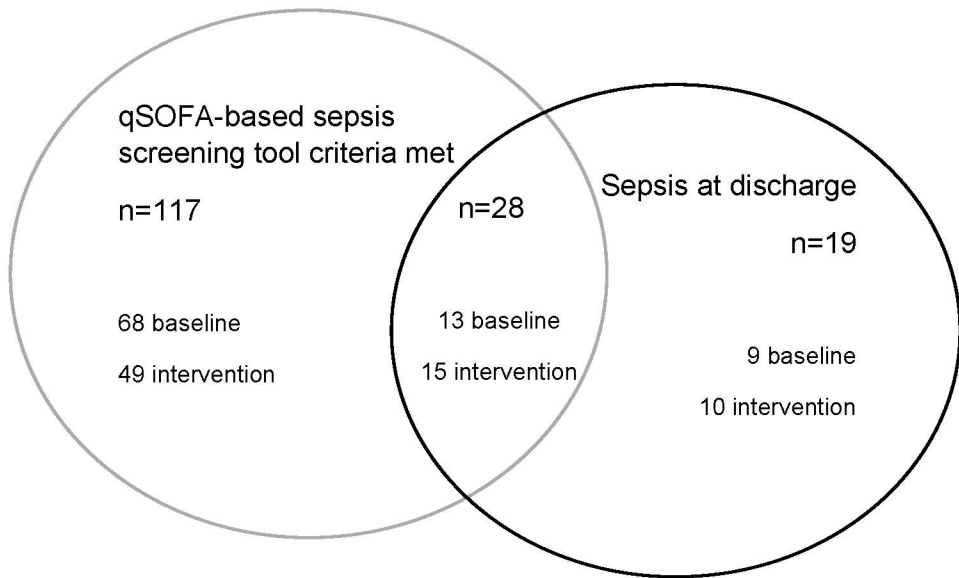 qSOFA-based sepsis
screening tool criteria met
n=117
68 baseline
49 intervention
n=28
13 baseline
15 intervention
Sepsis at discharge
n=19
9 baseline
10 intervention